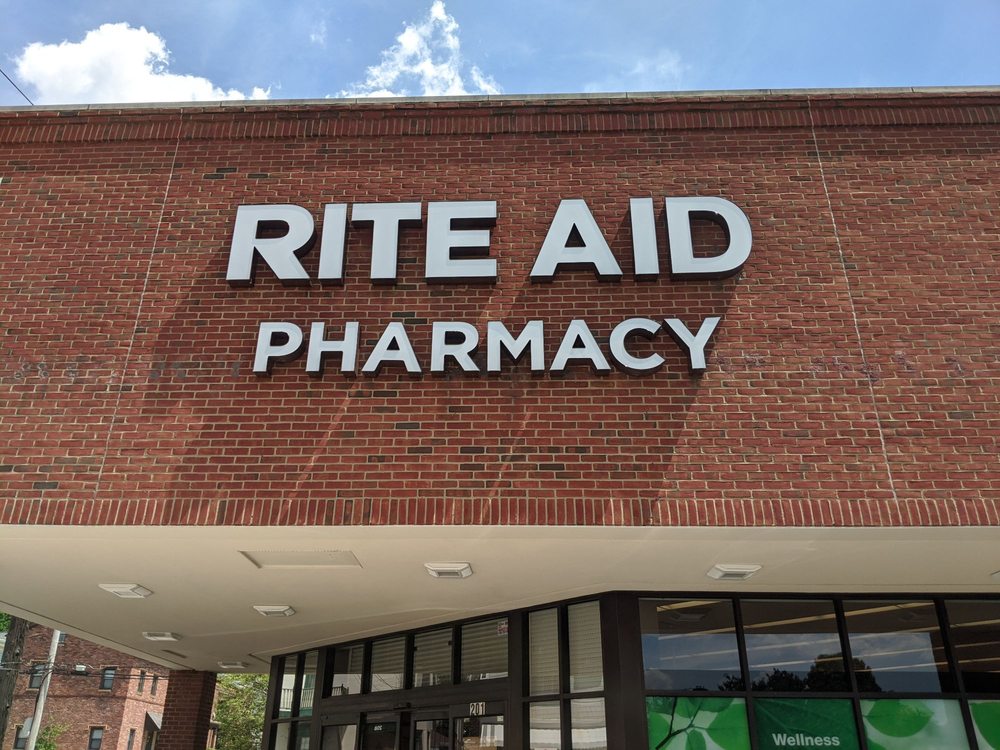 RITE AID
PHARMACY
201
Wellness